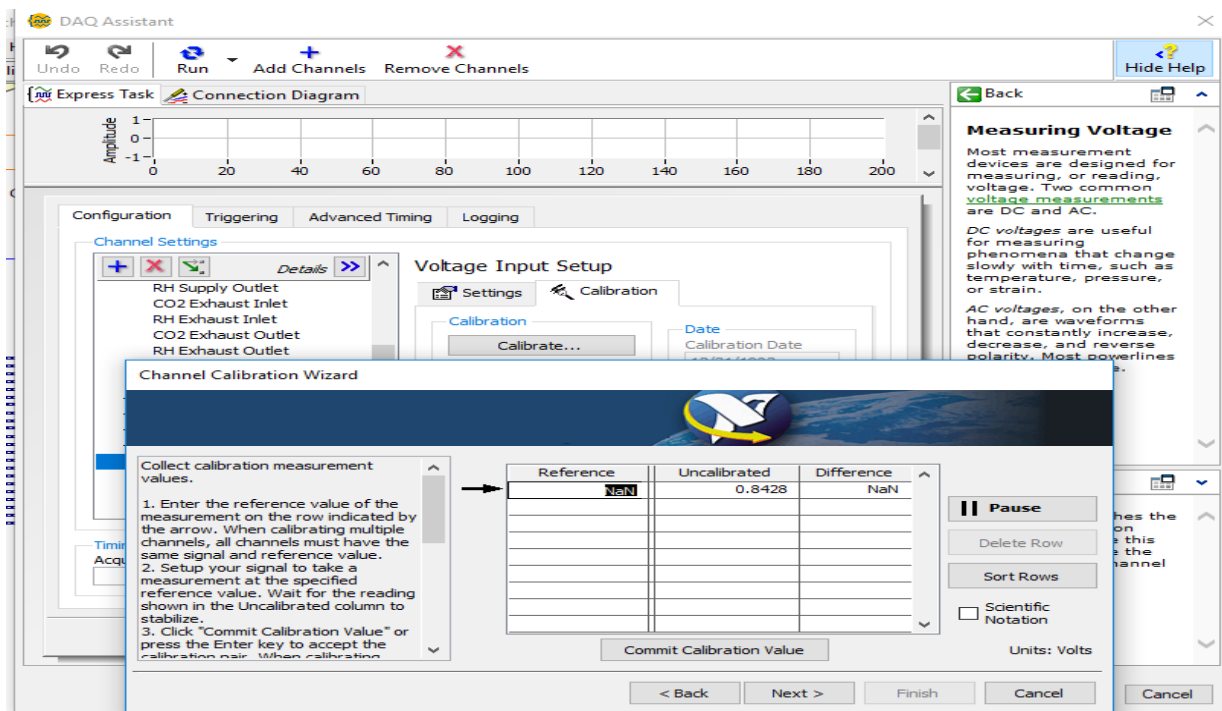 DAQ Assistant
Undo Redo Run Add Channels Remove Channels
Hide Help
Express Task Connection Diagram
Back
Amplitude
1
0
-1
0 20 40 60 80 100 120 140 160 180 200
Measuring Voltage
Most measurement
devices are designed for
measuring, or reading,
voltage. Two common
voltage measurements
are DC and AC.
DC voltages are useful
for measuring
phenomena that change
slowly with time, such as
temperature, pressure,
or strain.
AC voltages, on the other
hand, are waveforms
that constantly increase,
decrease, and reverse
polarity. Most powerlines
Configuration Triggering Advanced Timing Logging
Channel Settings
Details
RH Supply Outlet
CO2 Exhaust Inlet
RH Exhaust Inlet
CO2 Exhaust Outlet
RH Exhaust Outlet
Voltage Input Setup
Settings Calibration
Calibration
Calibrate...
Date
Calibration Date
Channel Calibration Wizard
Collect calibration measurement
values.
1. Enter the reference value of the
measurement on the row indicated by
the arrow. When calibrating multiple
channels, all channels must have the
same signal and reference value.
2. Setup your signal to take a
measurement at the specified
reference value. Wait for the reading
shown in the Uncalibrated column to
stabilize.
3. Click "Commit Calibration Value" or
press the Enter key to accept the
calibration pair. When calibrating
Reference Uncalibrated Difference
NaN 0.8428 NaN
Pause
Delete Row
Sort Rows
Scientific
Notation
Commit Calibration Value
Units: Volts
< Back Next > Finish Cancel
Cancel